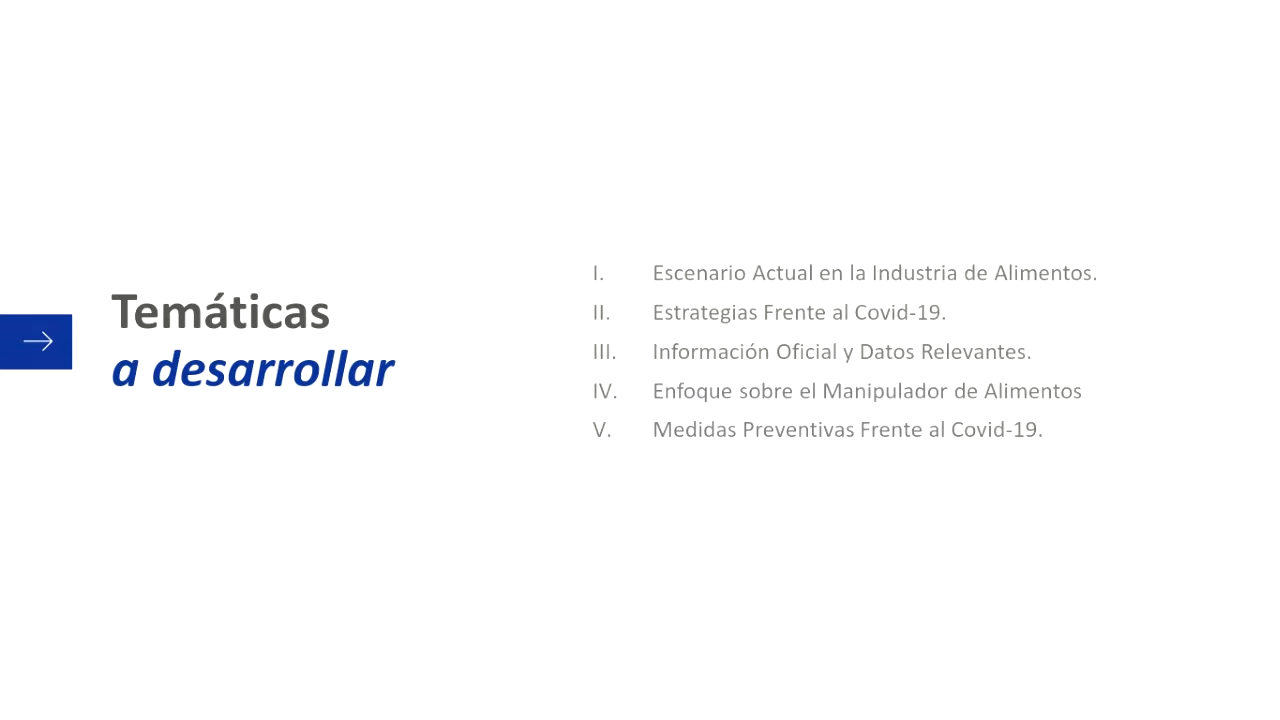 Temáticas
a desarrollar
I. Escenario Actual en la Industria de Alimentos.
II. Estrategias Frente al Covid-19.
III. Información Oficial y Datos Relevantes.
IV. Enfoque sobre el Manipulador de Alimentos
V. Medidas Preventivas Frente al Covid-19.